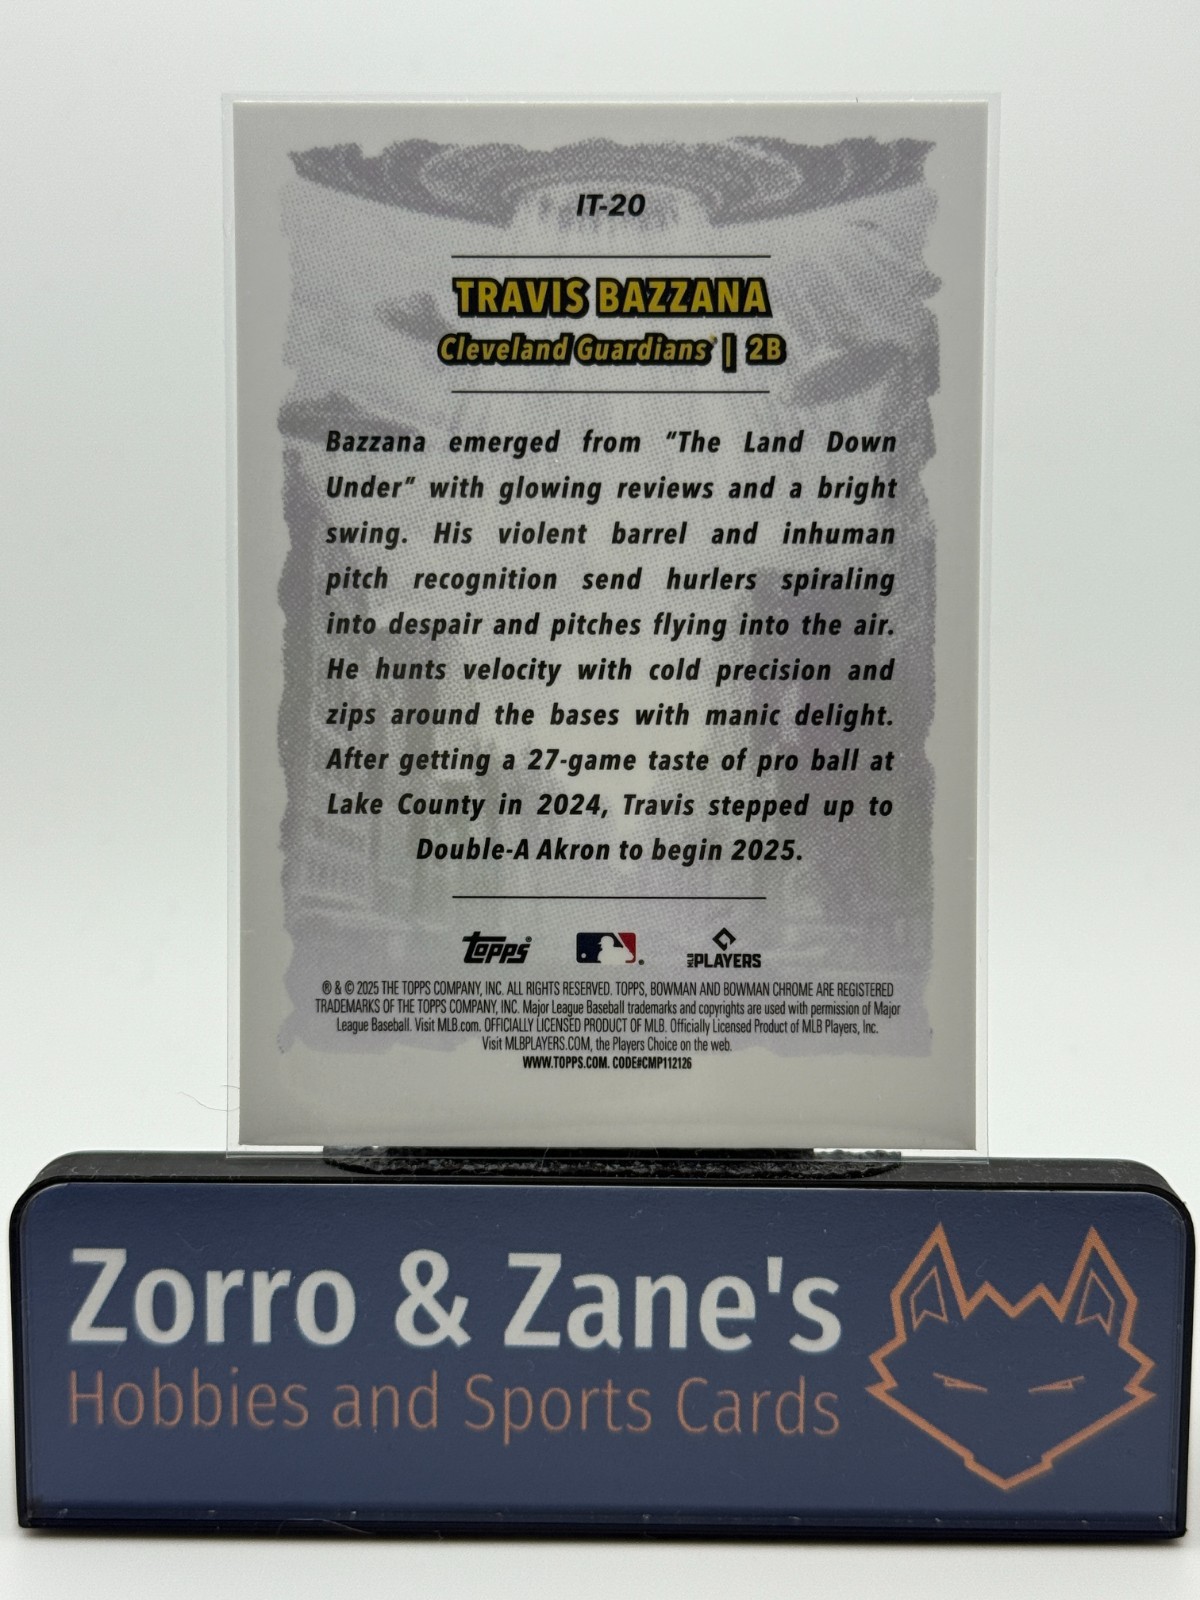 IT-20
TRAVIS BAZZANA
Cleveland Guardians® | 2B
Bazzana emerged from “The Land Down
Under” with glowing reviews and a bright
swing. His violent barrel and inhuman
pitch recognition send hurlers spiraling
into despair and pitches flying into the air.
He hunts velocity with cold precision and
zips around the bases with manic delight.
After getting a 27-game taste of pro ball at
Lake County in 2024, Travis stepped up to
Double-A Akron to begin 2025.
topps® ® MLB PLAYERS
® & © 2025 THE TOPPS COMPANY, INC. ALL RIGHTS RESERVED. TOPPS, BOWMAN AND BOWMAN CHROME ARE REGISTERED
TRADEMARKS OF THE TOPPS COMPANY, INC. Major League Baseball trademarks and copyrights are used with permission of Major
League Baseball. Visit MLB.com. OFFICIALLY LICENSED PRODUCT OF MLB. Officially Licensed Product of MLB Players, Inc.
Visit MLBPLAYERS.COM, the Players Choice on the web.
WWW.TOPPS.COM. CODE#CMP112126
Zorro & Zane's
Hobbies and Sports Cards